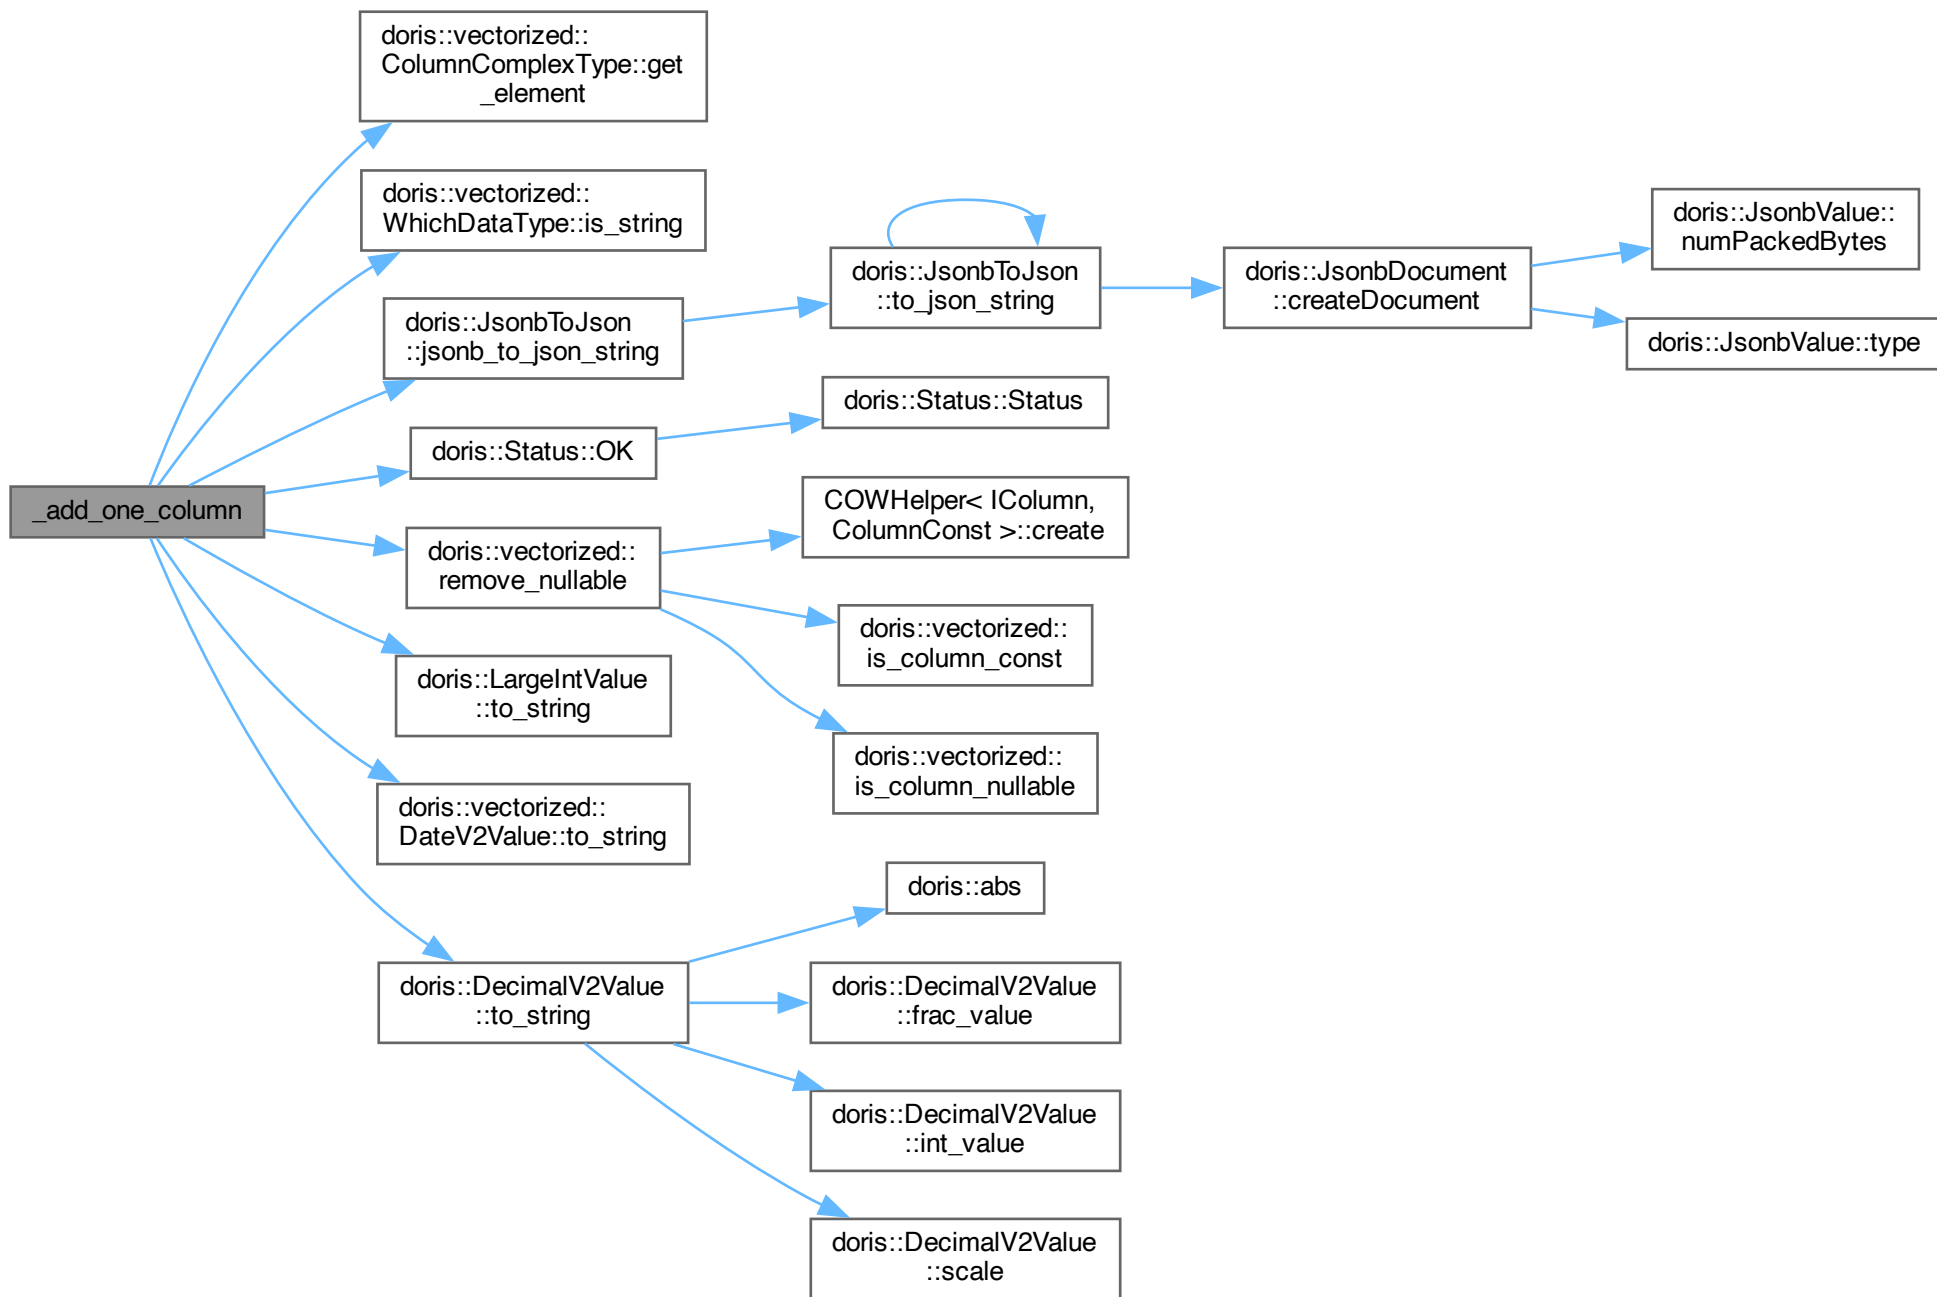 doris::vectorized::
ColumnComplexType::get
_element
doris::vectorized::
WhichDataType::is_string
doris::JsonbToJson
::jsonb_to_json_string
doris::Status::OK
_add_one_column
doris::vectorized::
remove_nullable
doris::LargeIntValue
::to_string
doris::vectorized::
DateV2Value::to_string
doris::DecimalV2Value
::to_string
doris::JsonbToJson
::to_json_string
doris::Status::Status
COWHelper< IColumn,
ColumnConst >::create
doris::vectorized::
is_column_const
doris::vectorized::
is_column_nullable
doris::abs
doris::DecimalV2Value
::frac_value
doris::DecimalV2Value
::int_value
doris::DecimalV2Value
::scale
doris::JsonbDocument
::createDocument
doris::JsonbValue::
numPackedBytes
doris::JsonbValue::type